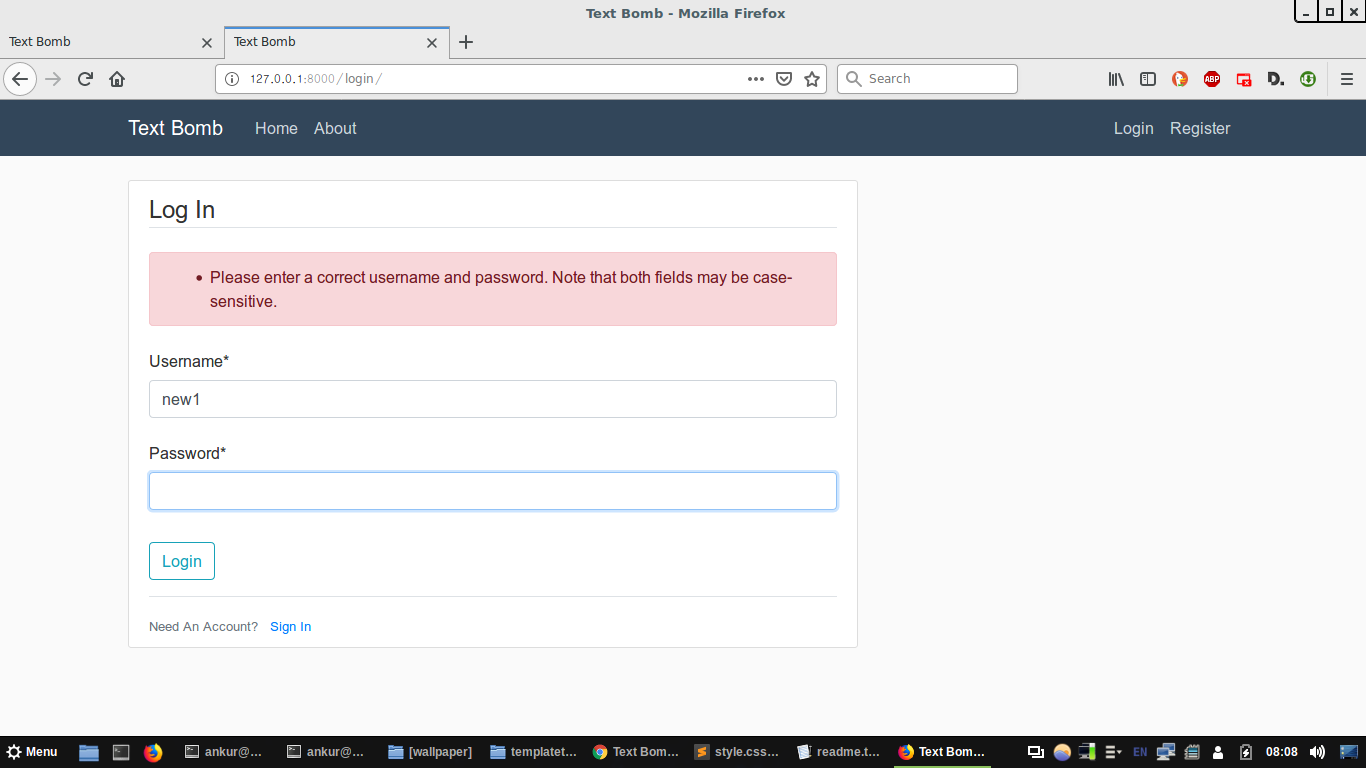 Text Bomb - Mozilla Firefox
Text Bomb
Text Bomb
127.0.0.1:8000/login/
Search
ABP
D.
Text Bomb Home About Login Register
Log In
Please enter a correct username and password. Note that both fields may be case-
sensitive.
Username*
new1
Password*
Login
Need An Account? Sign In
Menu ankur@... ankur@... [wallpaper] templatet... Text Bom... style.css... readme.t... Text Bom... EN 08:08